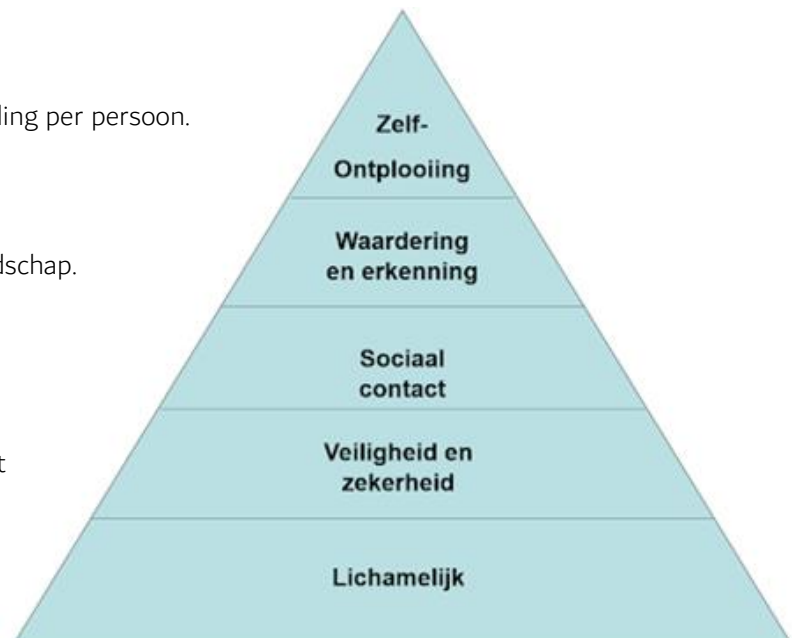 ling per persoon.
Zelf-
Ontplooiing
Waardering
en erkenning
dschap.
Sociaal
contact
t
Veiligheid en
zekerheid
Lichamelijk